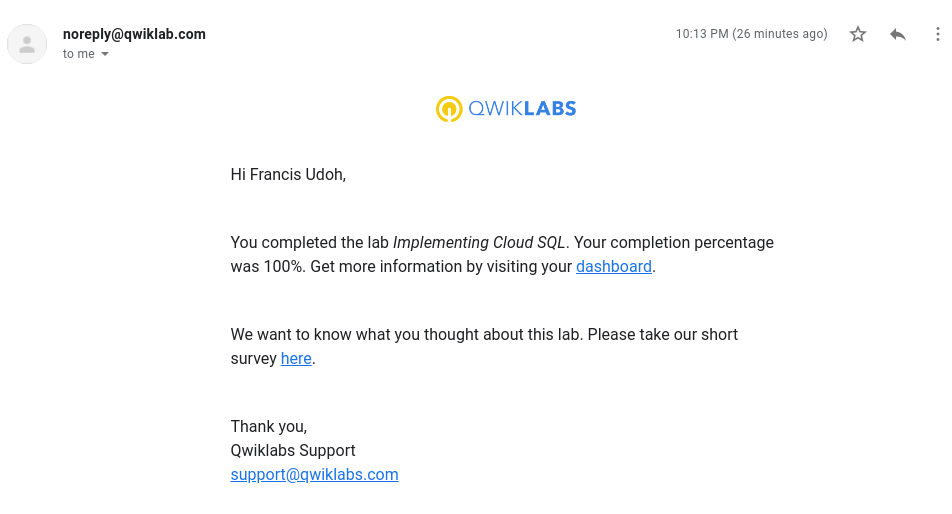 noreply@qwiklab.com
10:13 PM (26 minutes ago)
to me
QWIKLABS
Hi Francis Udoh,
You completed the lab Implementing Cloud SQL. Your completion percentage
was 100%. Get more information by visiting your dashboard.
We want to know what you thought about this lab. Please take our short
survey here.
Thank you,
Qwiklabs Support
support@qwiklabs.com